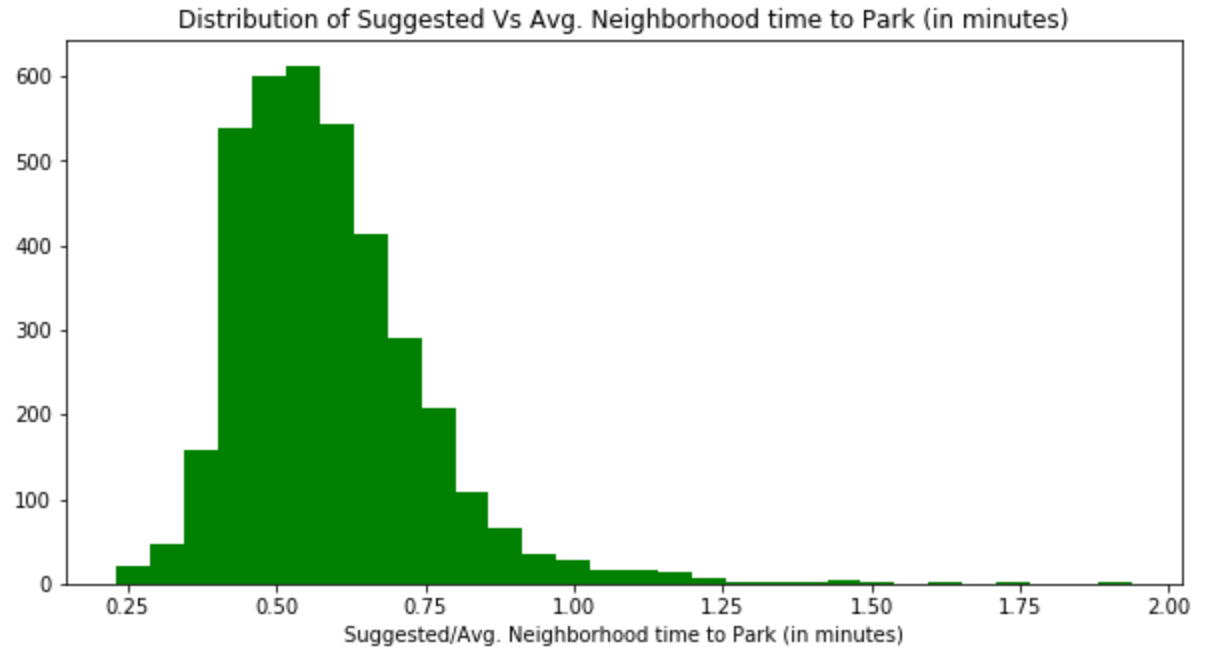 Distribution of Suggested Vs Avg. Neighborhood time to Park (in minutes)
600
500
400
300
200
100
0
0.25 0.50 0.75 1.00 1.25 1.50 1.75 2.00
Suggested/Avg. Neighborhood time to Park (in minutes)